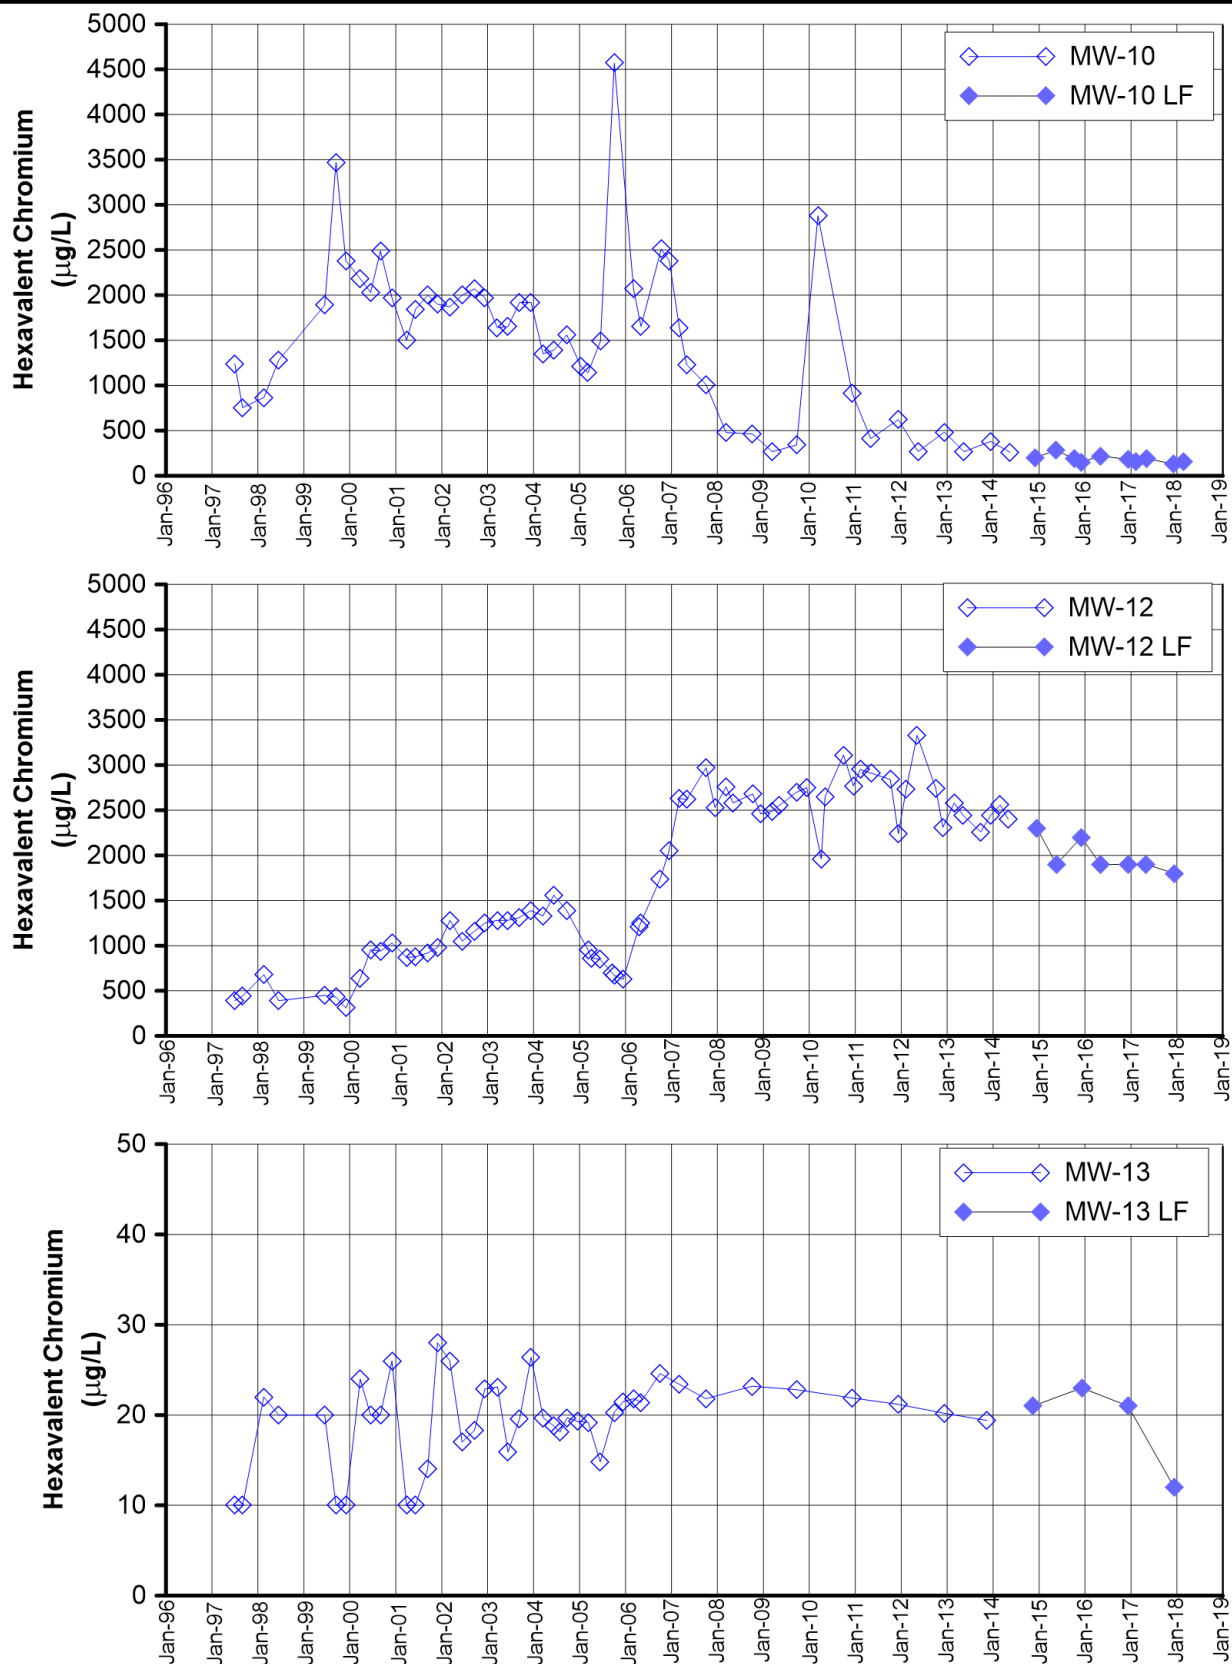 5000
4500
4000
3500
3000
2500
2000
1500
1000
500
0
Hexavalent Chromium
(µg/L)
MW-10
MW-10 LF
Jan-96
Jan-97
Jan-98
Jan-99
Jan-00
Jan-01
Jan-02
Jan-03
Jan-04
Jan-05
Jan-06
Jan-07
Jan-08
Jan-09
Jan-10
Jan-11
Jan-12
Jan-13
Jan-14
Jan-15
Jan-16
Jan-17
Jan-18
Jan-19
5000
4500
4000
3500
3000
2500
2000
1500
1000
500
0
Hexavalent Chromium
(µg/L)
MW-12
MW-12 LF
Jan-96
Jan-97
Jan-98
Jan-99
Jan-00
Jan-01
Jan-02
Jan-03
Jan-04
Jan-05
Jan-06
Jan-07
Jan-08
Jan-09
Jan-10
Jan-11
Jan-12
Jan-13
Jan-14
Jan-15
Jan-16
Jan-17
Jan-18
Jan-19
50
40
30
20
10
0
Hexavalent Chromium
(µg/L)
MW-13
MW-13 LF
Jan-96
Jan-97
Jan-98
Jan-99
Jan-00
Jan-01
Jan-02
Jan-03
Jan-04
Jan-05
Jan-06
Jan-07
Jan-08
Jan-09
Jan-10
Jan-11
Jan-12
Jan-13
Jan-14
Jan-15
Jan-16
Jan-17
Jan-18
Jan-19